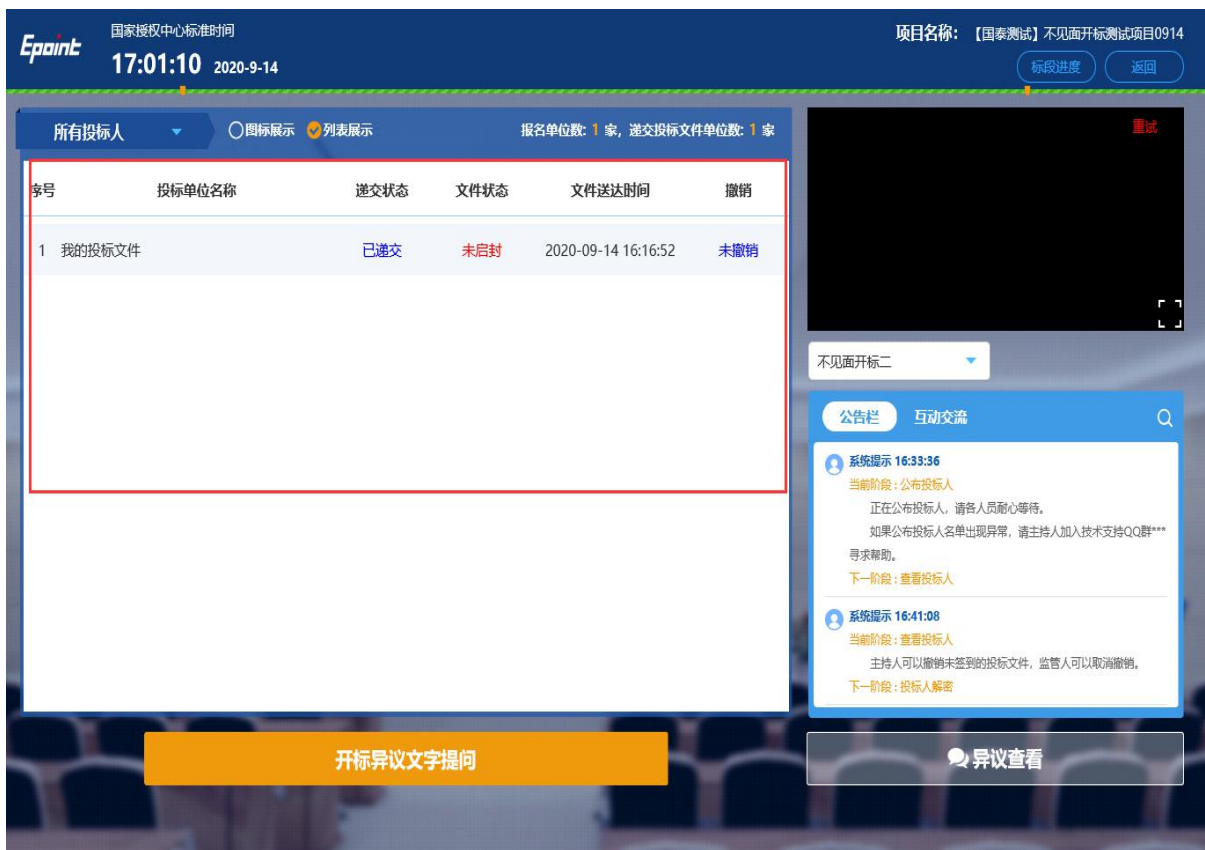 Epoint
国家授权中心标准时间
17:01:10 2020-9-14
项目名称: 【国泰测试】不见面开标测试项目0914
标段进度 返回
所有投标人 图标展示 列表展示 报名单位数: 1 家, 递交投标文件单位数: 1 家
重试
序号 投标单位名称 递交状态 文件状态 文件送达时间 撤销
1 我的投标文件 已递交 未启封 2020-09-14 16:16:52 未撤销
不见面开标二
公告栏 互动交流
系统提示 16:33:36
当前阶段 : 公布投标人
正在公布投标人, 请各人员耐心等待。
如果公布投标人名单出现异常, 请主持人加入技术支持QQ群***
寻求帮助。
下一阶段 : 查看投标人
系统提示 16:41:08
当前阶段 : 查看投标人
主持人可以撤销未签到的投标文件, 监管人可以取消撤销。
下一阶段 : 投标人解密
开标异议文字提问
异议查看